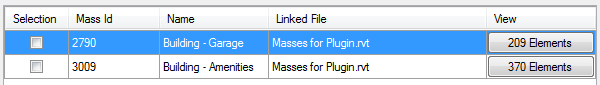 Selection Mass Id Name Linked File View
2790 Building - Garage Masses for Plugin.rvt 209 Elements
3009 Building - Amenities Masses for Plugin.rvt 370 Elements